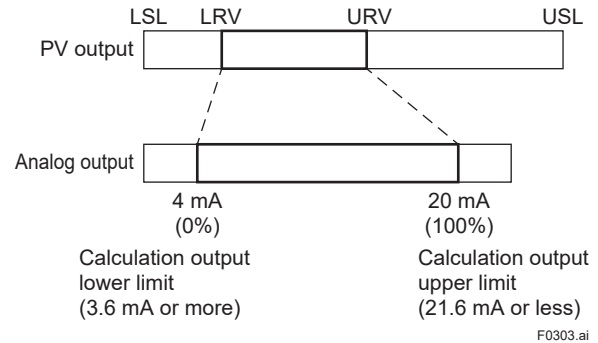 LSL LRV URV USL
PV output
Analog output
4 mA 20 mA
(0%) (100%)
Calculation output Calculation output
lower limit upper limit
(3.6 mA or more) (21.6 mA or less)
F0303.ai